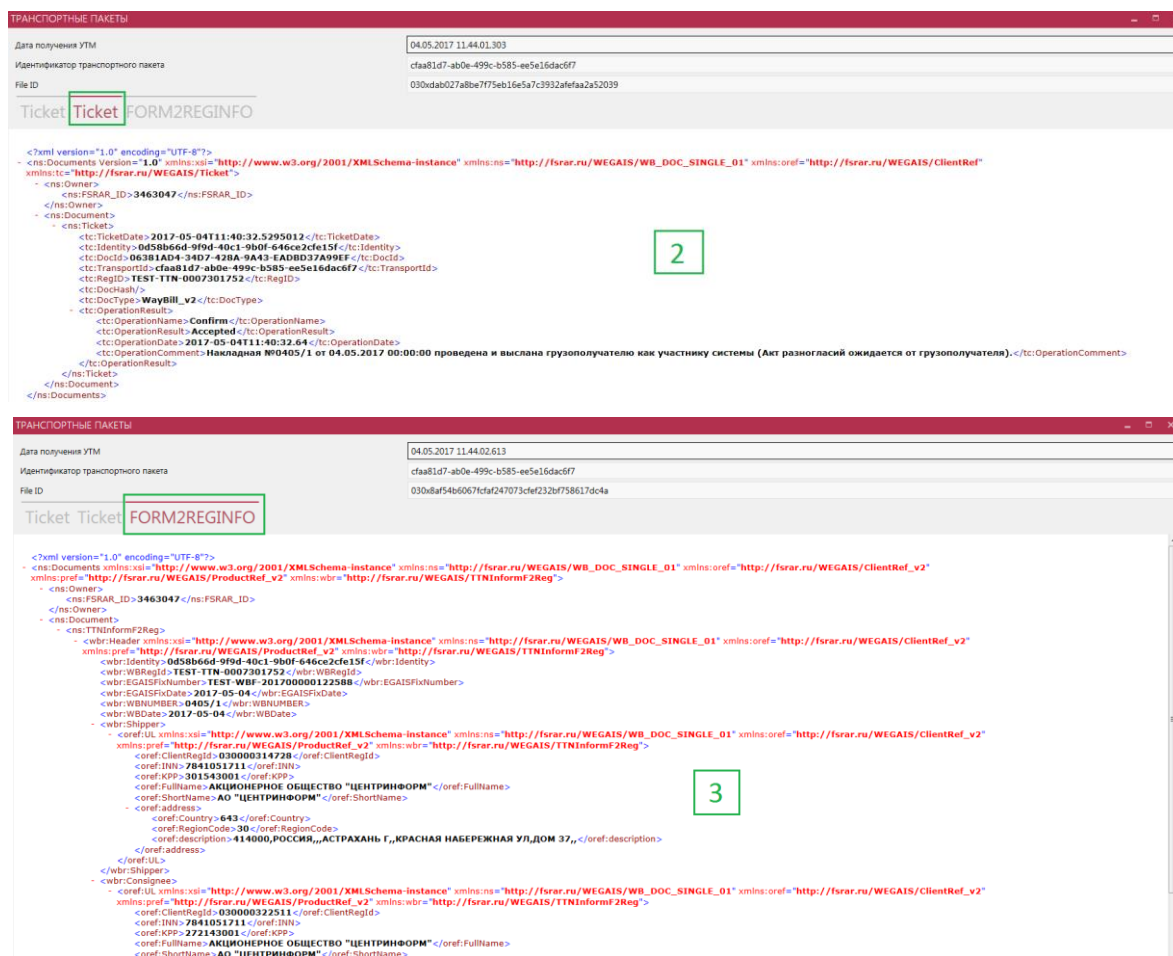 ТРАНСПОРТНЫЕ ПАКЕТЫ
Дата получения УТМ 04.05.2017 11.44.01.303
Идентификатор транспортного пакета cfaa81d7-ab0e-499c-b585-ee5e16dac6f7
File ID 030xdab027a8be7f75eb16e5a7c3932afefaa2a52039
Ticket Ticket FORM2REGINFO
<?xml version="1.0" encoding="UTF-8"?>
- <ns:Documents Version="1.0" xmlns:xsi="http://www.w3.org/2001/XMLSchema-instance" xmlns:ns="http://fsrar.ru/WEGAIS/WB_DOC_SINGLE_01" xmlns:oref="http://fsrar.ru/WEGAIS/ClientRef"
xmlns:tc="http://fsrar.ru/WEGAIS/Ticket">
- <ns:Owner>
<ns:FSRAR_ID>3463047</ns:FSRAR_ID>
</ns:Owner>
- <ns:Document>
- <ns:Ticket>
<tc:TicketDate>2017-05-04T11:40:32.5295012</tc:TicketDate>
<tc:Identity>0d58b66d-9f9d-40c1-9b0f-646ce2cfe15f</tc:Identity>
<tc:DocId>06381AD4-34D7-428A-9A43-EADBD37A99EF</tc:DocId>
<tc:TransportId>cfaa81d7-ab0e-499c-b585-ee5e16dac6f7</tc:TransportId>
<tc:RegID>TEST-TTN-0007301752</tc:RegID>
<tc:DocHash/>
<tc:DocType>WayBill_v2</tc:DocType>
- <tc:OperationResult>
<tc:OperationName>Confirm</tc:OperationName>
<tc:OperationResult>Accepted</tc:OperationResult>
<tc:OperationDate>2017-05-04T11:40:32.64</tc:OperationDate>
<tc:OperationComment>Накладная №0405/1 от 04.05.2017 00:00:00 проведена и выслана грузополучателю как участнику системы (Акт разногласий ожидается от грузополучателя).</tc:OperationComment>
</tc:OperationResult>
</ns:Ticket>
</ns:Document>
</ns:Documents>
2
ТРАНСПОРТНЫЕ ПАКЕТЫ
Дата получения УТМ 04.05.2017 11.44.02.613
Идентификатор транспортного пакета cfaa81d7-ab0e-499c-b585-ee5e16dac6f7
File ID 030x8af54b6067fcfaf247073cfef232bf758617dc4a
Ticket Ticket FORM2REGINFO
<?xml version="1.0" encoding="UTF-8"?>
- <ns:Documents xmlns:xsi="http://www.w3.org/2001/XMLSchema-instance" xmlns:ns="http://fsrar.ru/WEGAIS/WB_DOC_SINGLE_01" xmlns:oref="http://fsrar.ru/WEGAIS/ClientRef_v2"
xmlns:pref="http://fsrar.ru/WEGAIS/ProductRef_v2" xmlns:wbr="http://fsrar.ru/WEGAIS/TTNInformF2Reg">
- <ns:Owner>
<ns:FSRAR_ID>3463047</ns:FSRAR_ID>
</ns:Owner>
- <ns:Document>
- <ns:TTNInformF2Reg>
- <wbr:Header xmlns:xsi="http://www.w3.org/2001/XMLSchema-instance" xmlns:ns="http://fsrar.ru/WEGAIS/WB_DOC_SINGLE_01" xmlns:oref="http://fsrar.ru/WEGAIS/ClientRef_v2"
xmlns:pref="http://fsrar.ru/WEGAIS/ProductRef_v2" xmlns:wbr="http://fsrar.ru/WEGAIS/TTNInformF2Reg">
<wbr:Identity>0d58b66d-9f9d-40c1-9b0f-646ce2cfe15f</wbr:Identity>
<wbr:WBRegId>TEST-TTN-0007301752</wbr:WBRegId>
<wbr:EGAISFixNumber>TEST-WBF-201700000122588</wbr:EGAISFixNumber>
<wbr:EGAISFixDate>2017-05-04</wbr:EGAISFixDate>
<wbr:WBNUMBER>0405/1</wbr:WBNUMBER>
<wbr:WBDate>2017-05-04</wbr:WBDate>
- <wbr:Shipper>
- <oref:UL xmlns:xsi="http://www.w3.org/2001/XMLSchema-instance" xmlns:ns="http://fsrar.ru/WEGAIS/WB_DOC_SINGLE_01" xmlns:oref="http://fsrar.ru/WEGAIS/ClientRef_v2"
xmlns:pref="http://fsrar.ru/WEGAIS/ProductRef_v2" xmlns:wbr="http://fsrar.ru/WEGAIS/TTNInformF2Reg">
<oref:ClientRegId>030000314728</oref:ClientRegId>
<oref:INN>7841051711</oref:INN>
<oref:KPP>301543001</oref:KPP>
<oref:FullName>АКЦИОНЕРНОЕ ОБЩЕСТВО "ЦЕНТРИНФОРМ"</oref:FullName>
<oref:ShortName>АО "ЦЕНТРИНФОРМ"</oref:ShortName>
- <oref:address>
<oref:Country>643</oref:Country>
<oref:RegionCode>30</oref:RegionCode>
<oref:description>414000,РОССИЯ,,,АСТРАХАНЬ Г,,КРАСНАЯ НАБЕРЕЖНАЯ УЛ,ДОМ 37,,</oref:description>
</oref:address>
</oref:UL>
</wbr:Shipper>
- <wbr:Consignee>
- <oref:UL xmlns:xsi="http://www.w3.org/2001/XMLSchema-instance" xmlns:ns="http://fsrar.ru/WEGAIS/WB_DOC_SINGLE_01" xmlns:oref="http://fsrar.ru/WEGAIS/ClientRef_v2"
xmlns:pref="http://fsrar.ru/WEGAIS/ProductRef_v2" xmlns:wbr="http://fsrar.ru/WEGAIS/TTNInformF2Reg">
<oref:ClientRegId>030000322511</oref:ClientRegId>
<oref:INN>7841051711</oref:INN>
<oref:KPP>272143001</oref:KPP>
<oref:FullName>АКЦИОНЕРНОЕ ОБЩЕСТВО "ЦЕНТРИНФОРМ"</oref:FullName>
<oref:ShortName>АО "ЦЕНТРИНФОРМ"</oref:ShortName>
3